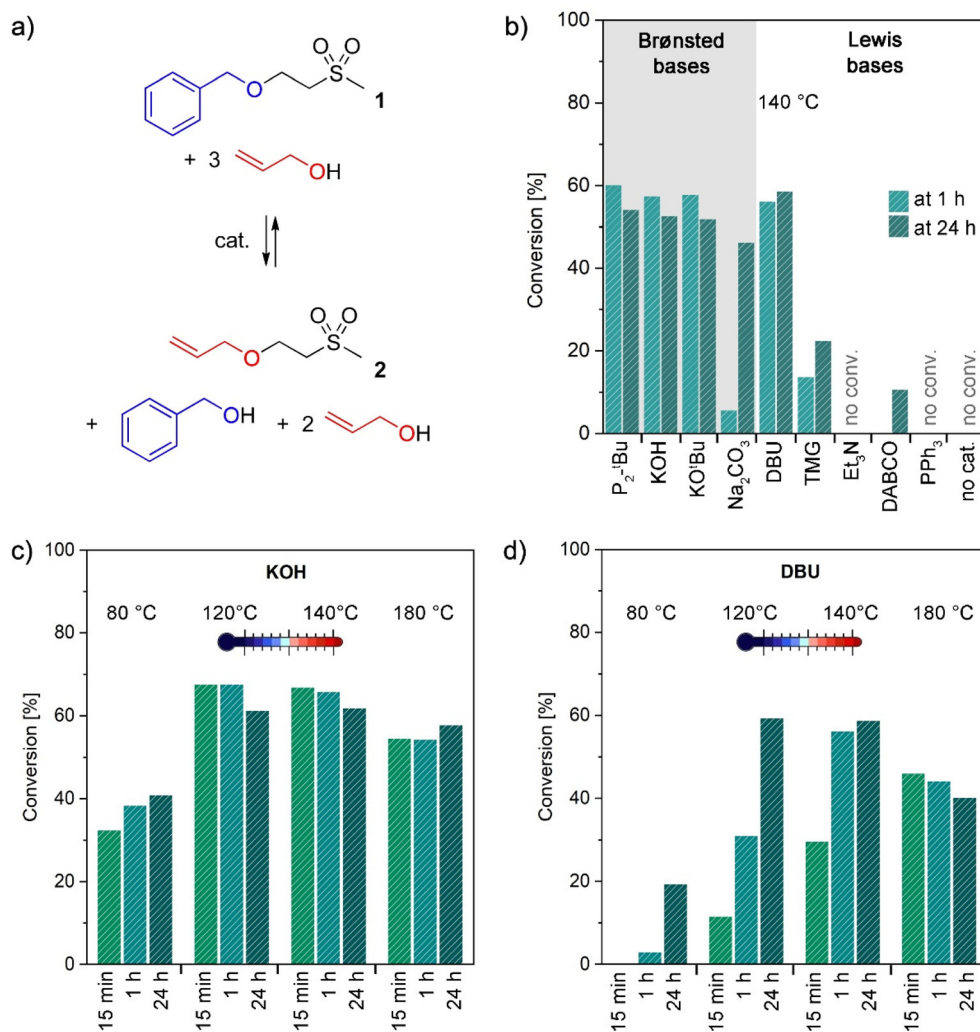 a)
O O
S
O
1
+ 3
OH
cat.
O O
S
O
2
+
OH
+ 2
OH
b)
Conversion [%]
100
80
60
40
20
0
Brønsted
bases
Lewis
bases
140 °C
at 1 h
at 24 h
no conv.
no conv.
no conv.
P₂-ᵗBu
KOH
KOᵗBu
Na₂CO₃
DBU
TMG
Et₃N
DABCO
PPh₃
no cat.
c)
Conversion [%]
100
80
60
40
20
0
KOH
80 °C
120°C
140°C
180 °C
15 min
1 h
24 h
15 min
1 h
24 h
15 min
1 h
24 h
15 min
1 h
24 h
d)
Conversion [%]
100
80
60
40
20
0
DBU
80 °C
120°C
140°C
180 °C
15 min
1 h
24 h
15 min
1 h
24 h
15 min
1 h
24 h
15 min
1 h
24 h